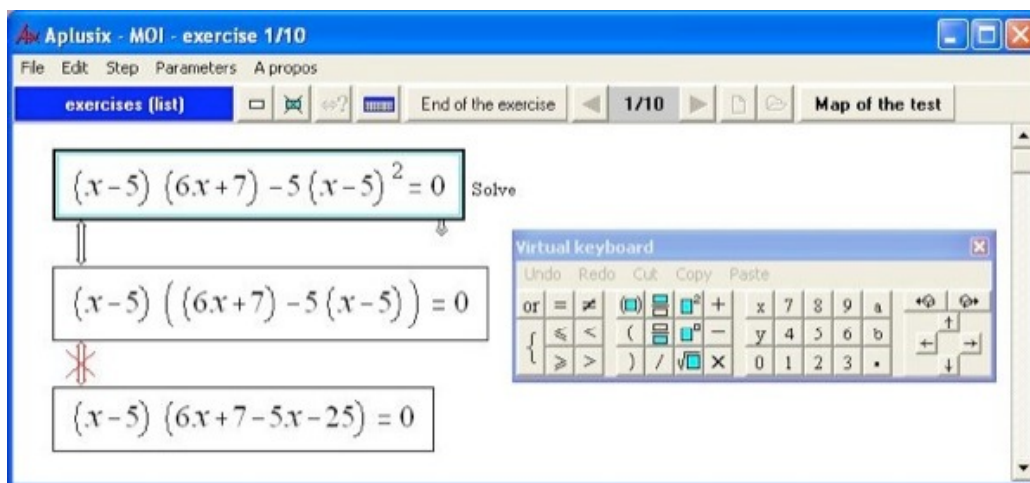 Aplusix - MOI - exercise 1/10
File Edit Step Parameters A propos
exercises (list) End of the exercise 1/10 Map of the test
(x-5) (6x+7) -5 (x-5)² = 0 Solve
Virtual keyboard
Undo Redo Cut Copy Paste
(x-5) ((6x+7) -5 (x-5)) = 0
or = ≠ + x 7 8 9 a
{ ⩽ < ( − y 4 5 6 b
⩾ > ) / √ × 0 1 2 3 .
(x-5) (6x+7-5x-25) = 0